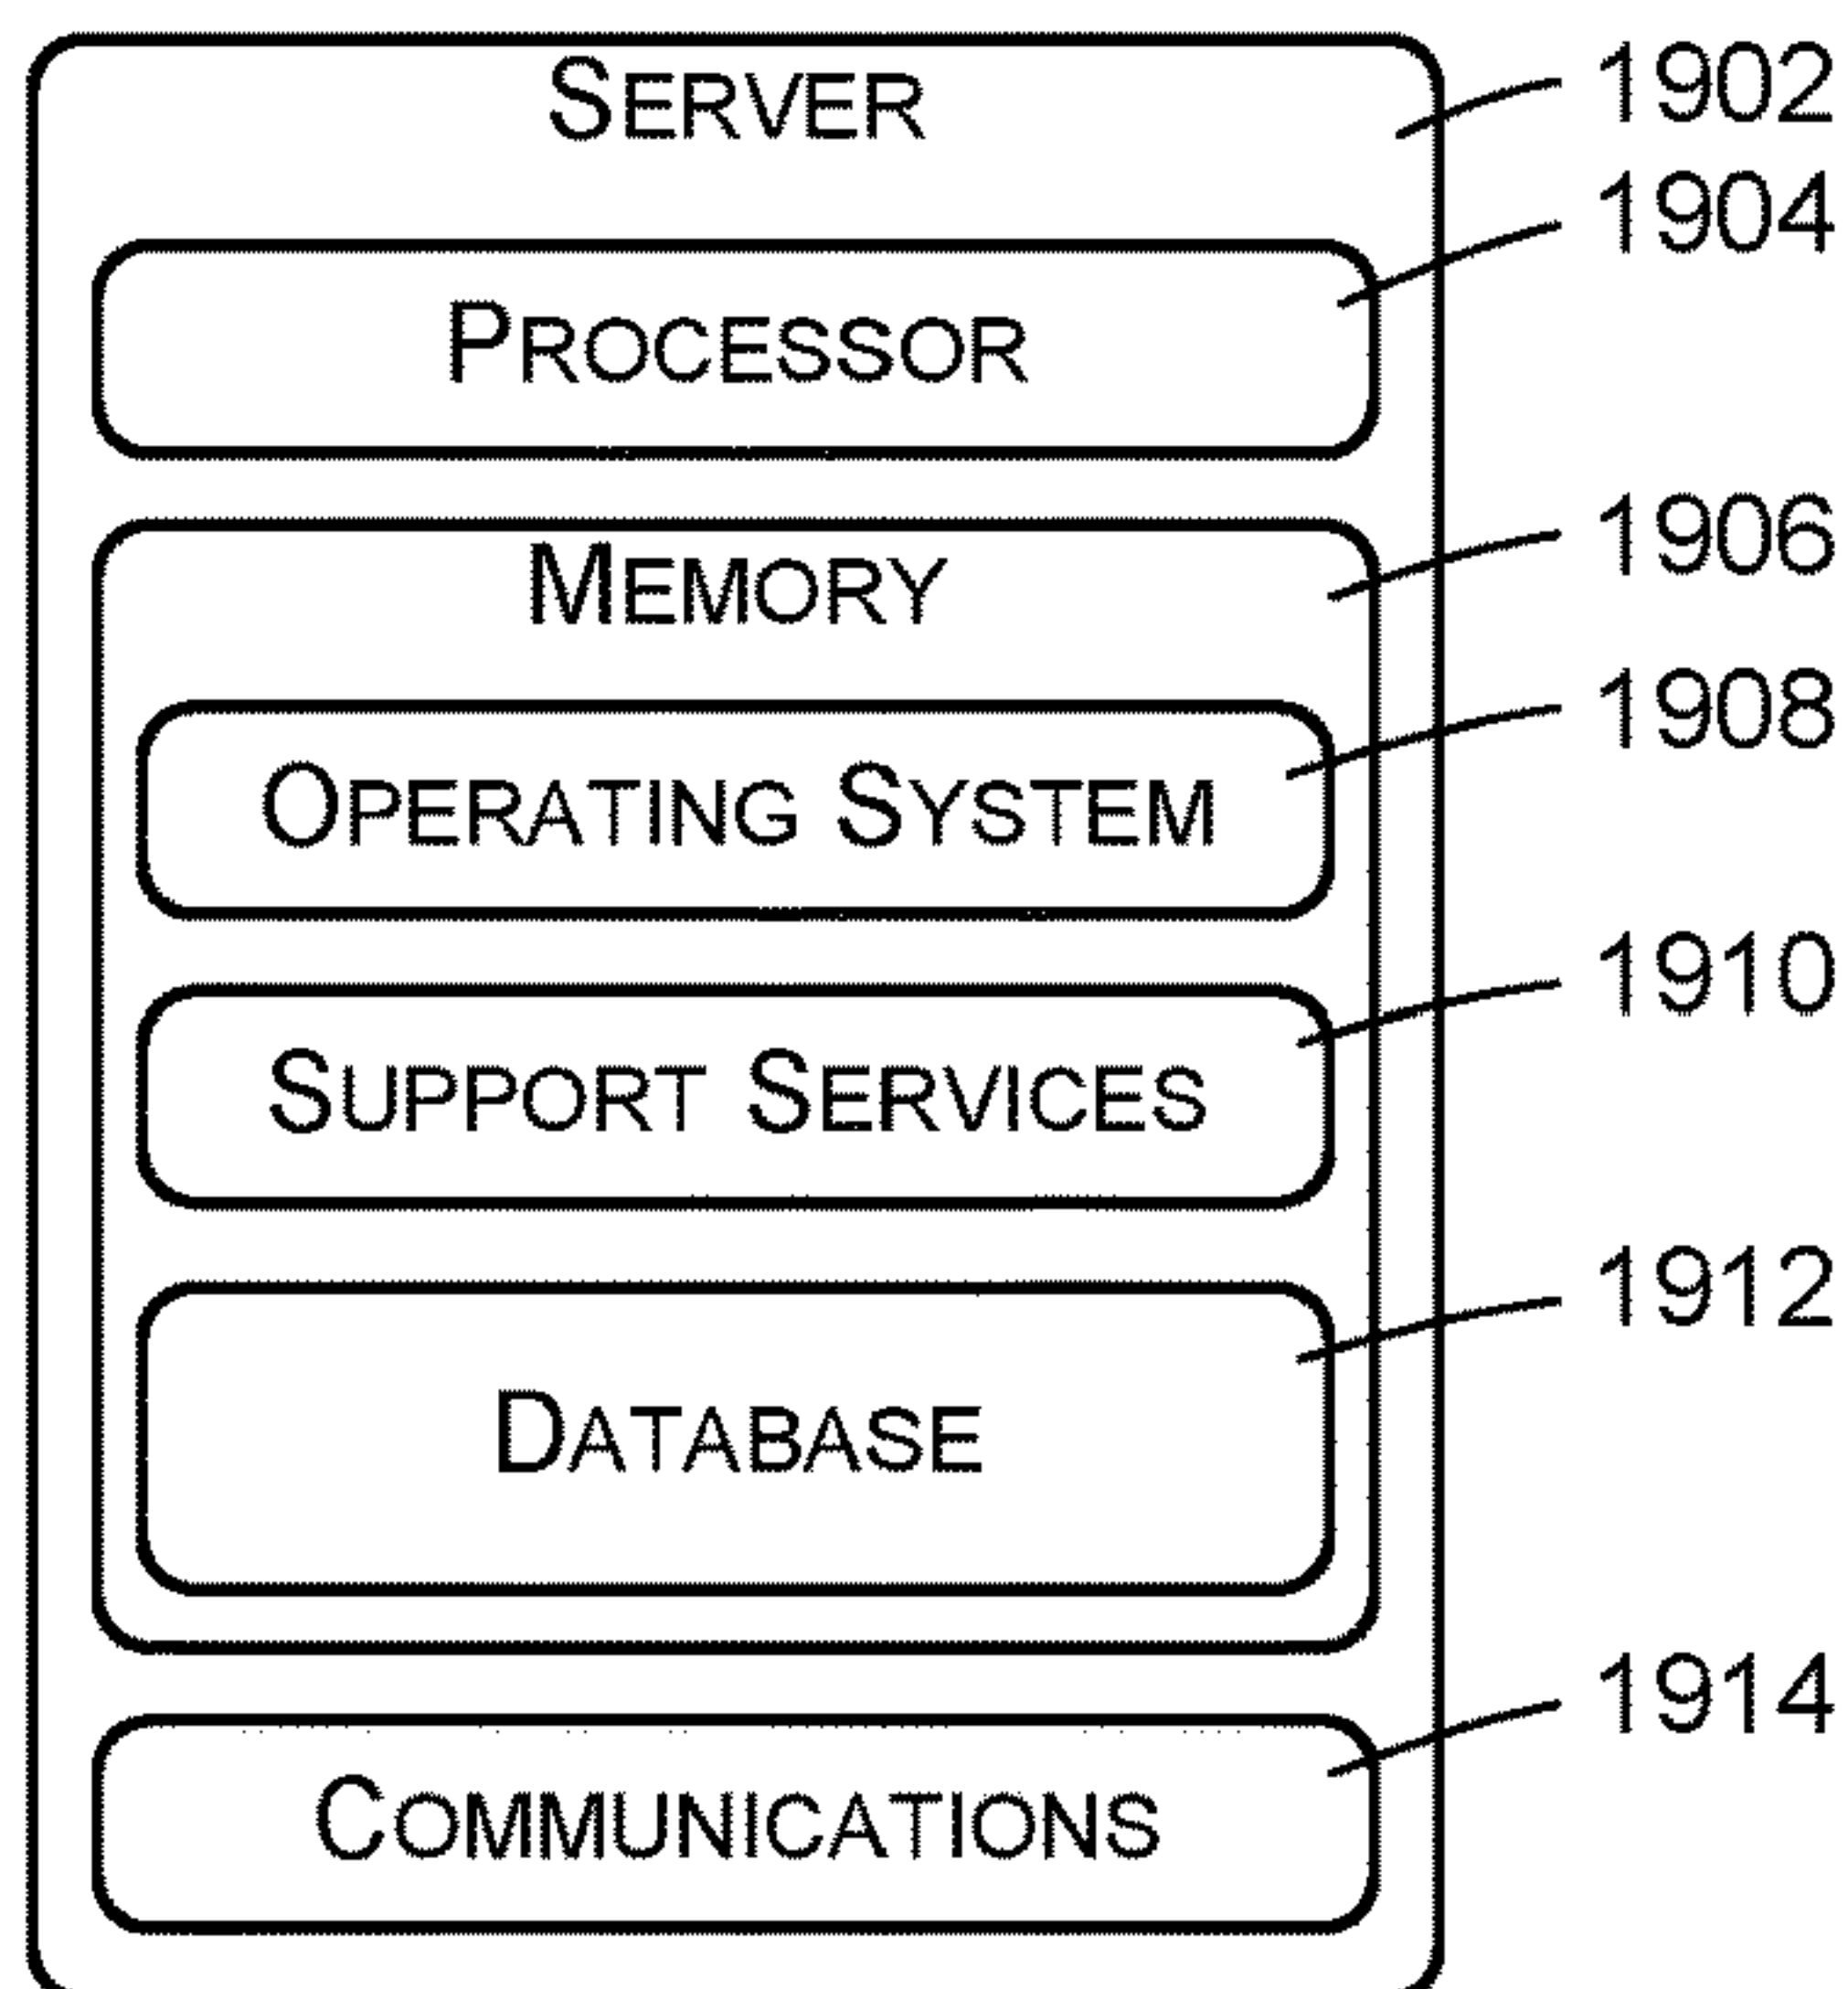 SERVER
1902
1904
PROCESSOR
1906
MEMORY
1908
OPERATING SYSTEM
1910
SUPPORT SERVICES
1912
DATABASE
1914
COMMUNICATIONS